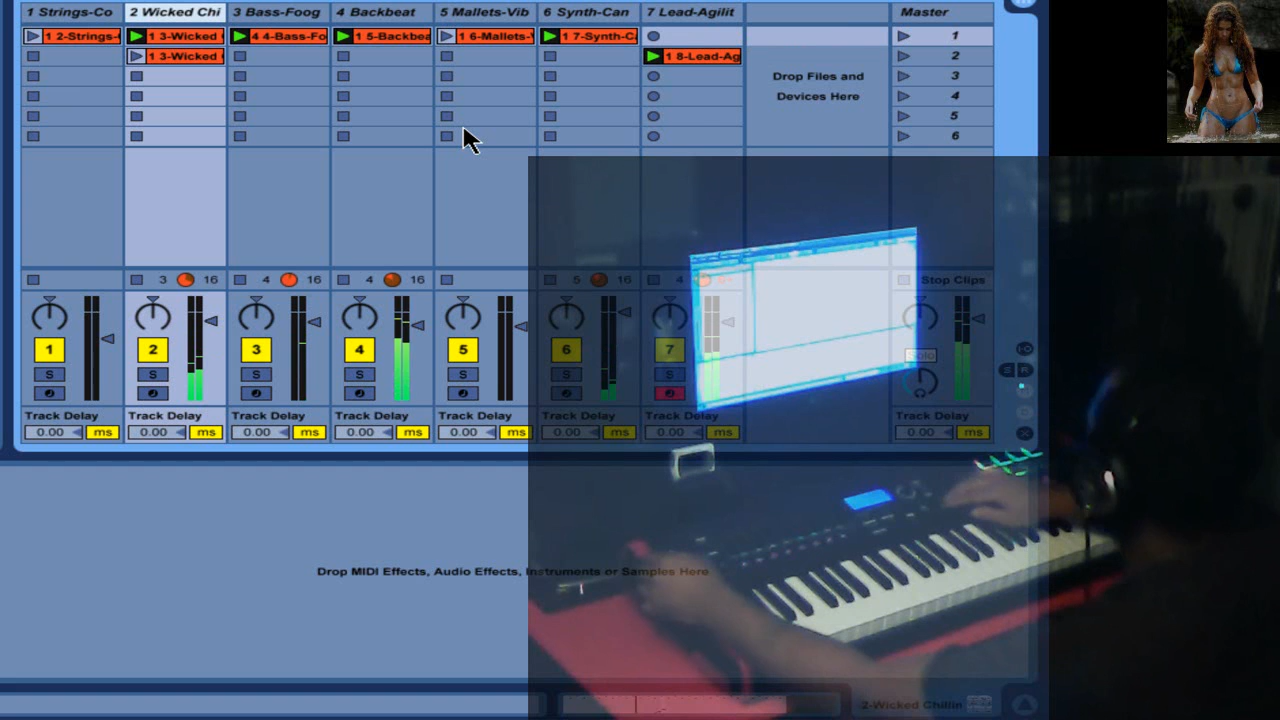 1 Strings-Co 2 Wicked Chi 3 Bass-Foog 4 Backbeat 5 Mallets-Vib 6 Synth-Can 7 Lead-Agilit Master
1 2-Strings- 1 3-Wicked 4 4-Bass-Fo 1 5-Backbea 1 6-Mallets- 1 7-Synth-Ca 1
1 3-Wicked 1 8-Lead-Ag 2
Drop Files and 3
Devices Here 4
5
6
3 16 4 16 4 16 5 16 4 Stop Clips
1 2 3 4 5 6 7 Solo
S S S S S S S
Track Delay Track Delay Track Delay Track Delay Track Delay Track Delay Track Delay Track Delay
0.00 ms 0.00 ms 0.00 ms 0.00 ms 0.00 ms 0.00 ms 0.00 ms 0.00 ms
Drop MIDI Effects, Audio Effects, Instruments or Samples Here
2-Wicked Chillin